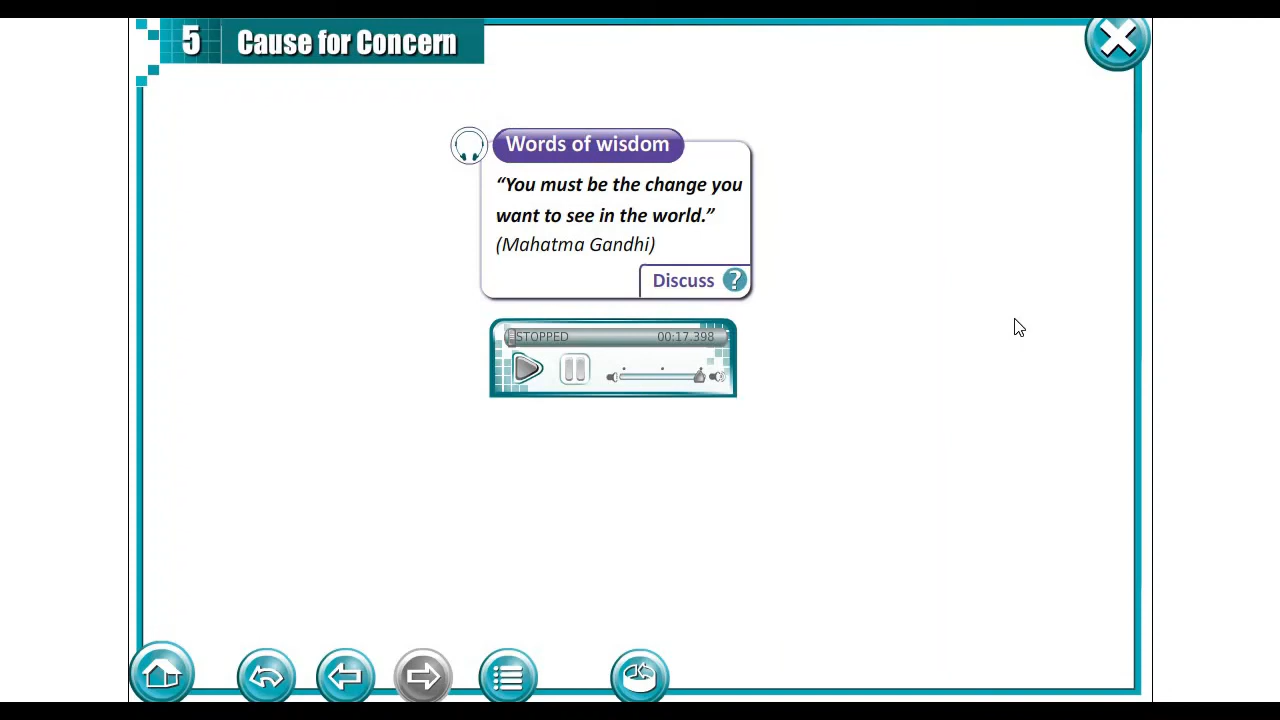 5 Cause for Concern
Words of wisdom
“You must be the change you
want to see in the world.”
(Mahatma Gandhi)
Discuss ?
STOPPED 00:17.398